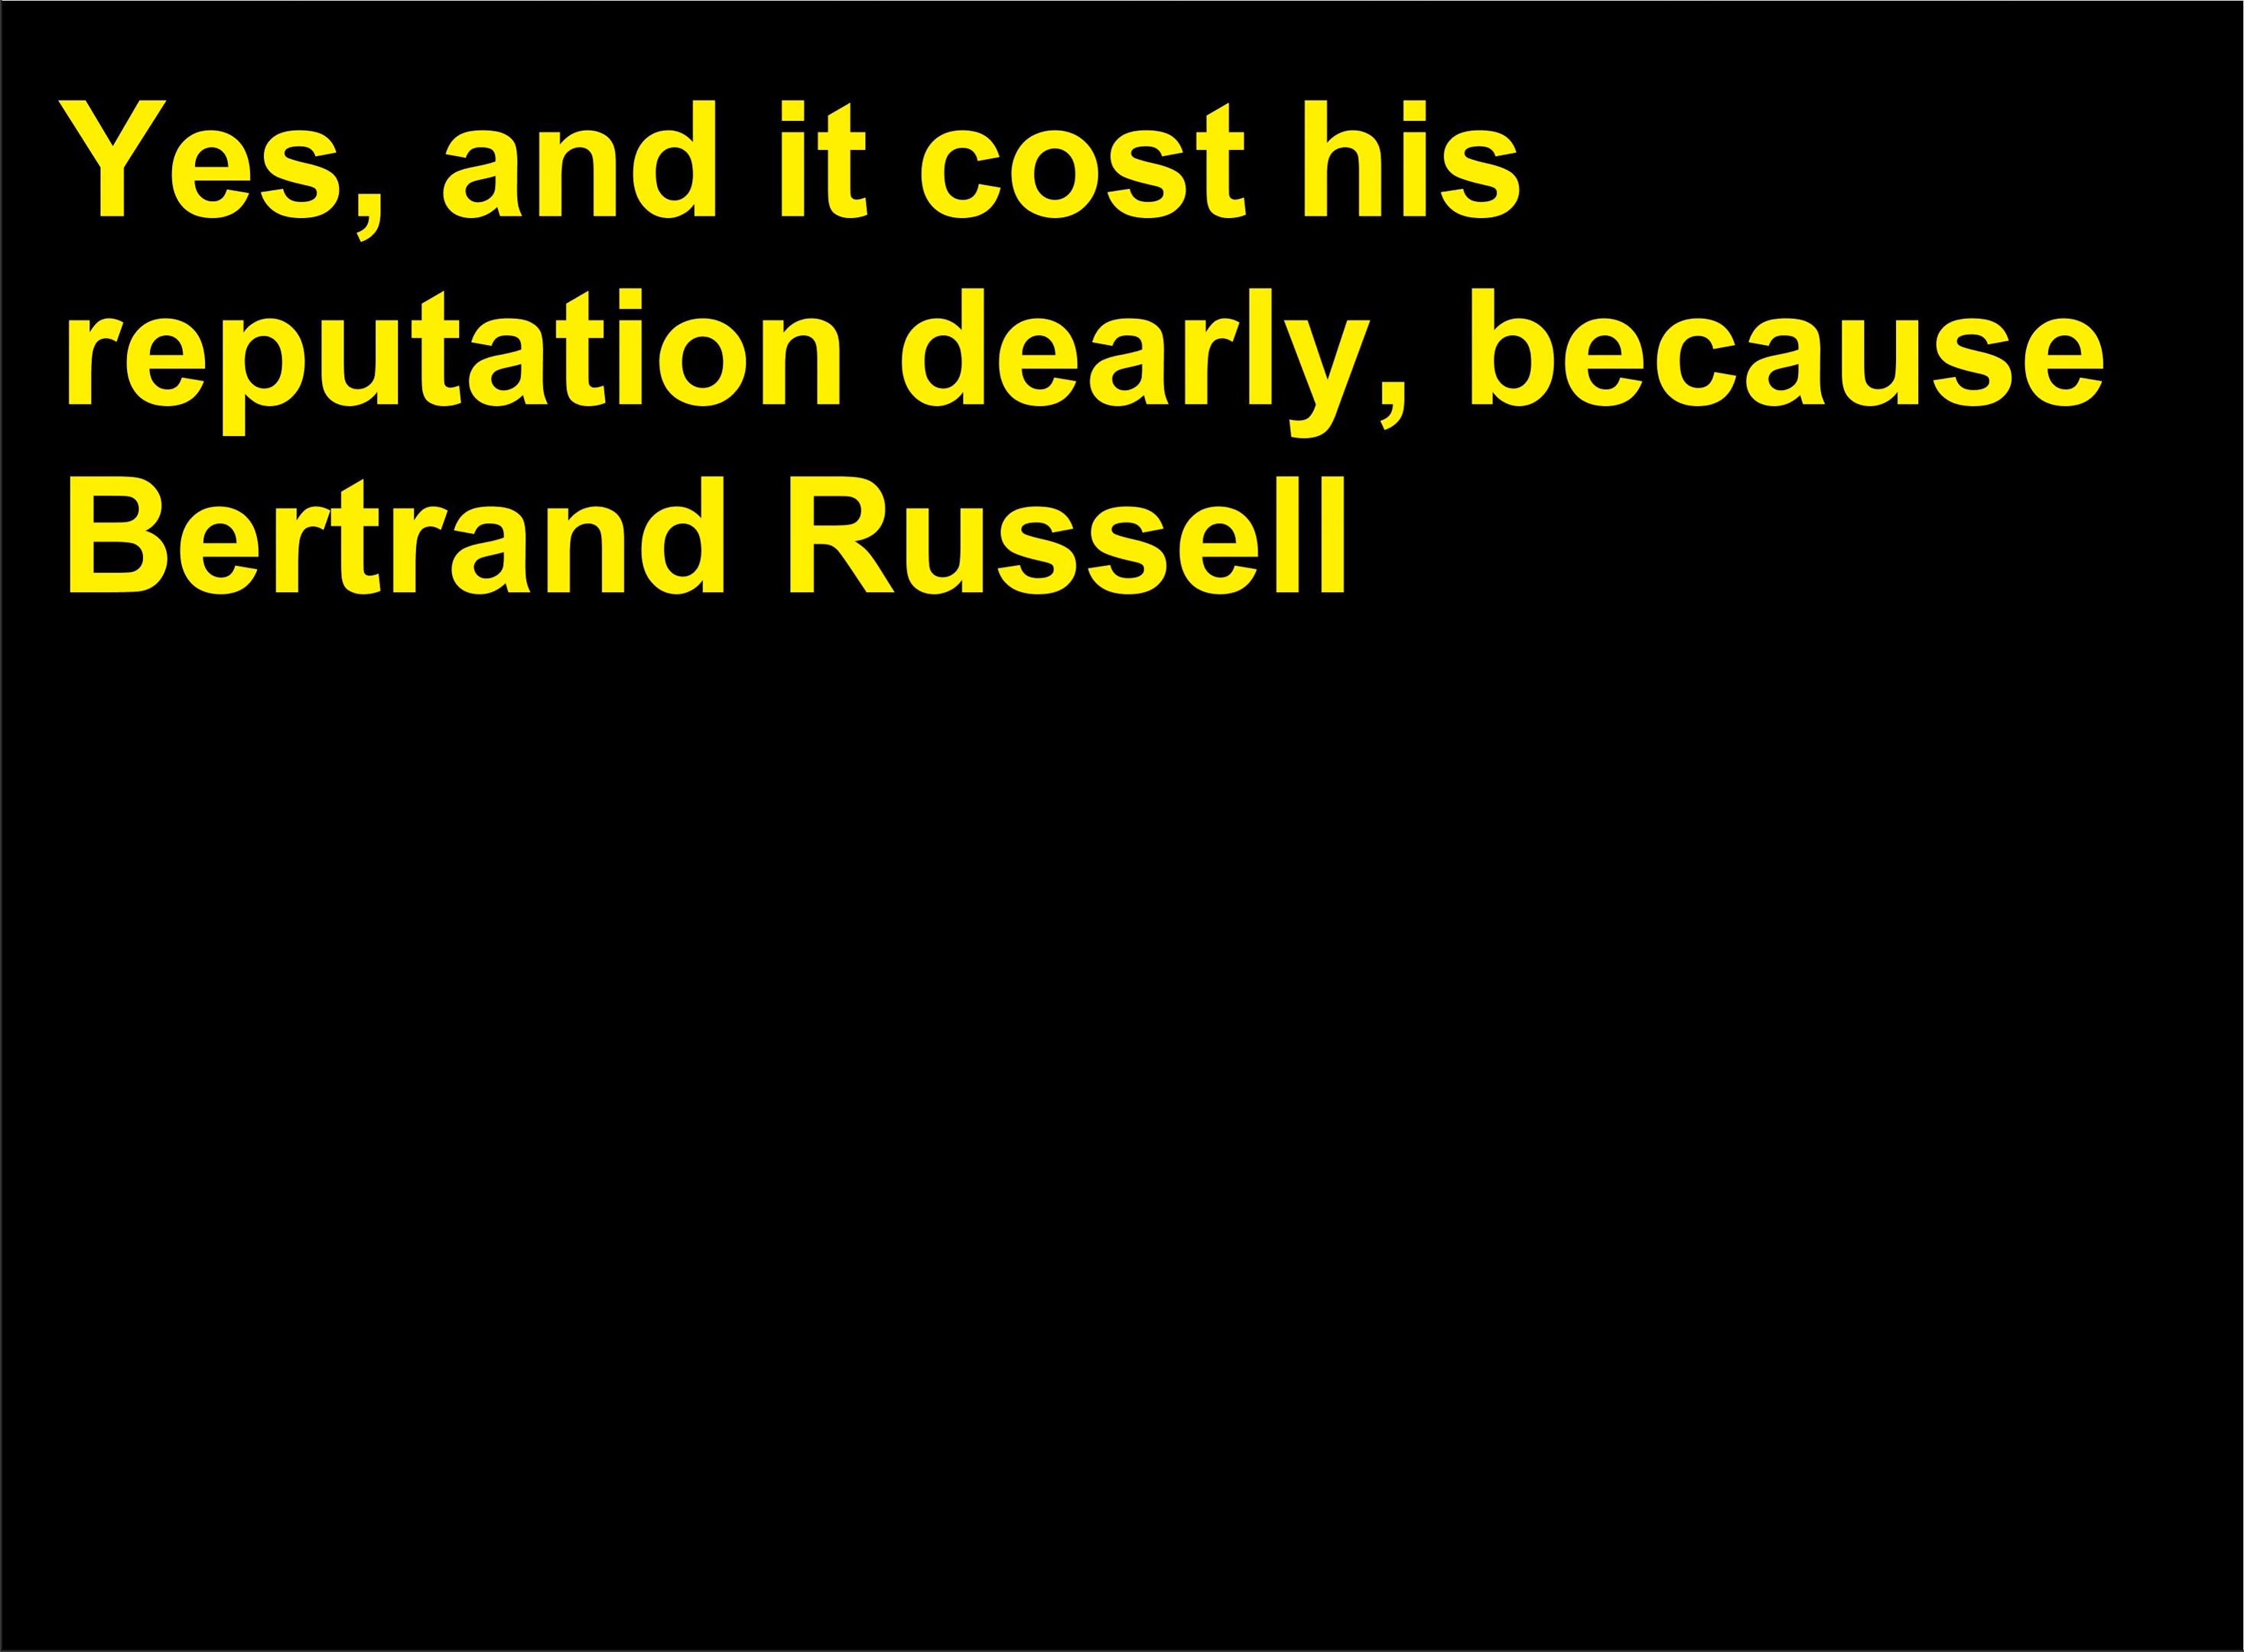 Yes, and it cost his
reputation dearly, because
Bertrand Russell